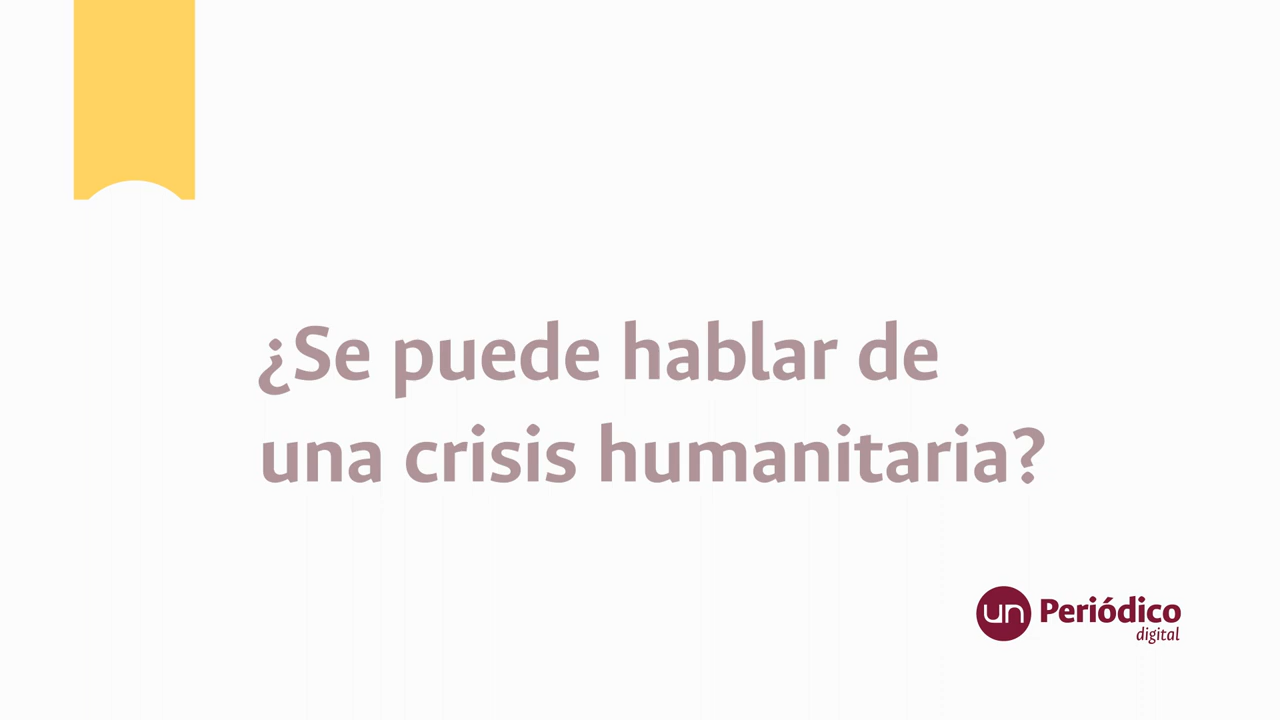 ¿Se puede hablar de
una crisis humanitaria?
un Periódico
digital